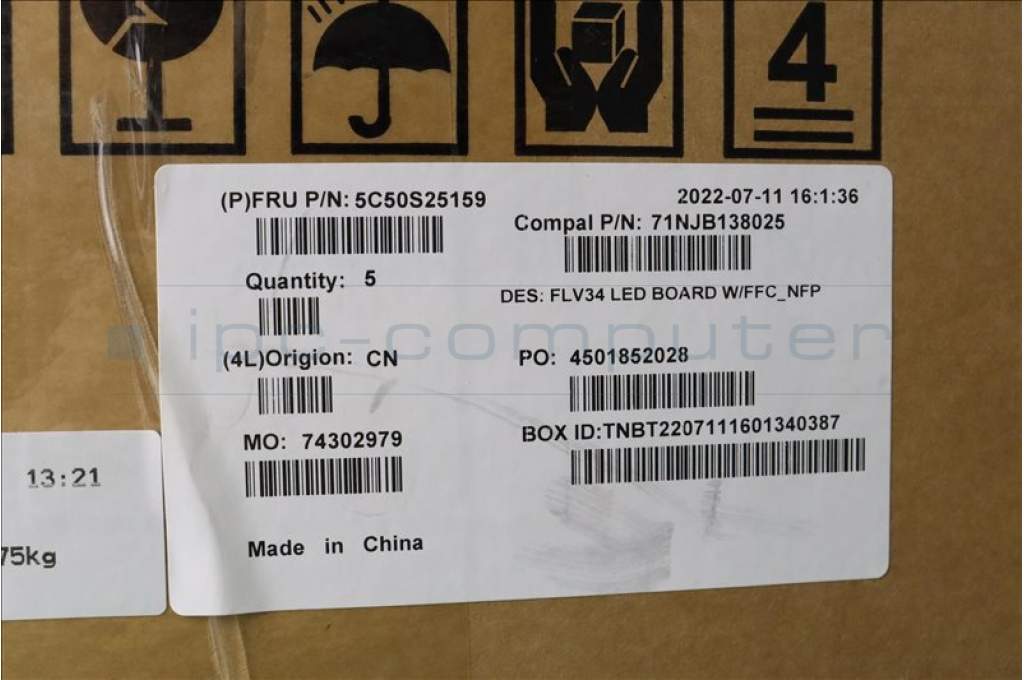 4
(P)FRU P/N: 5C50S25159
2022-07-11 16:1:36
Compal P/N: 71NJB138025
Quantity: 5
DES: FLV34 LED BOARD W/FFC_NFP
ipc-computer
(4L)Origion: CN
PO: 4501852028
MO: 74302979
BOX ID:TNBT2207111601340387
13:21
75kg
Made in China